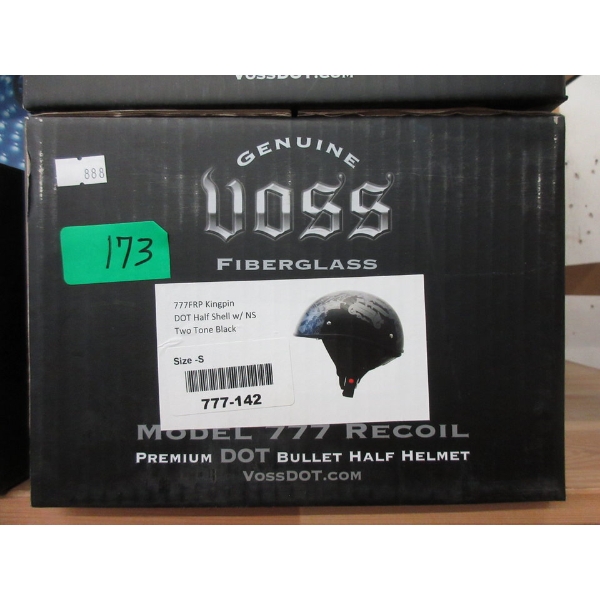 VOSSDOT.COM
GENUINE
VOSS
FIBERGLASS
888
173
777FRP Kingpin
DOT Half Shell w/ NS
Two Tone Black
Size -S
777-142
MODEL 777 RECOIL
PREMIUM DOT BULLET HALF HELMET
VOSSDOT.COM